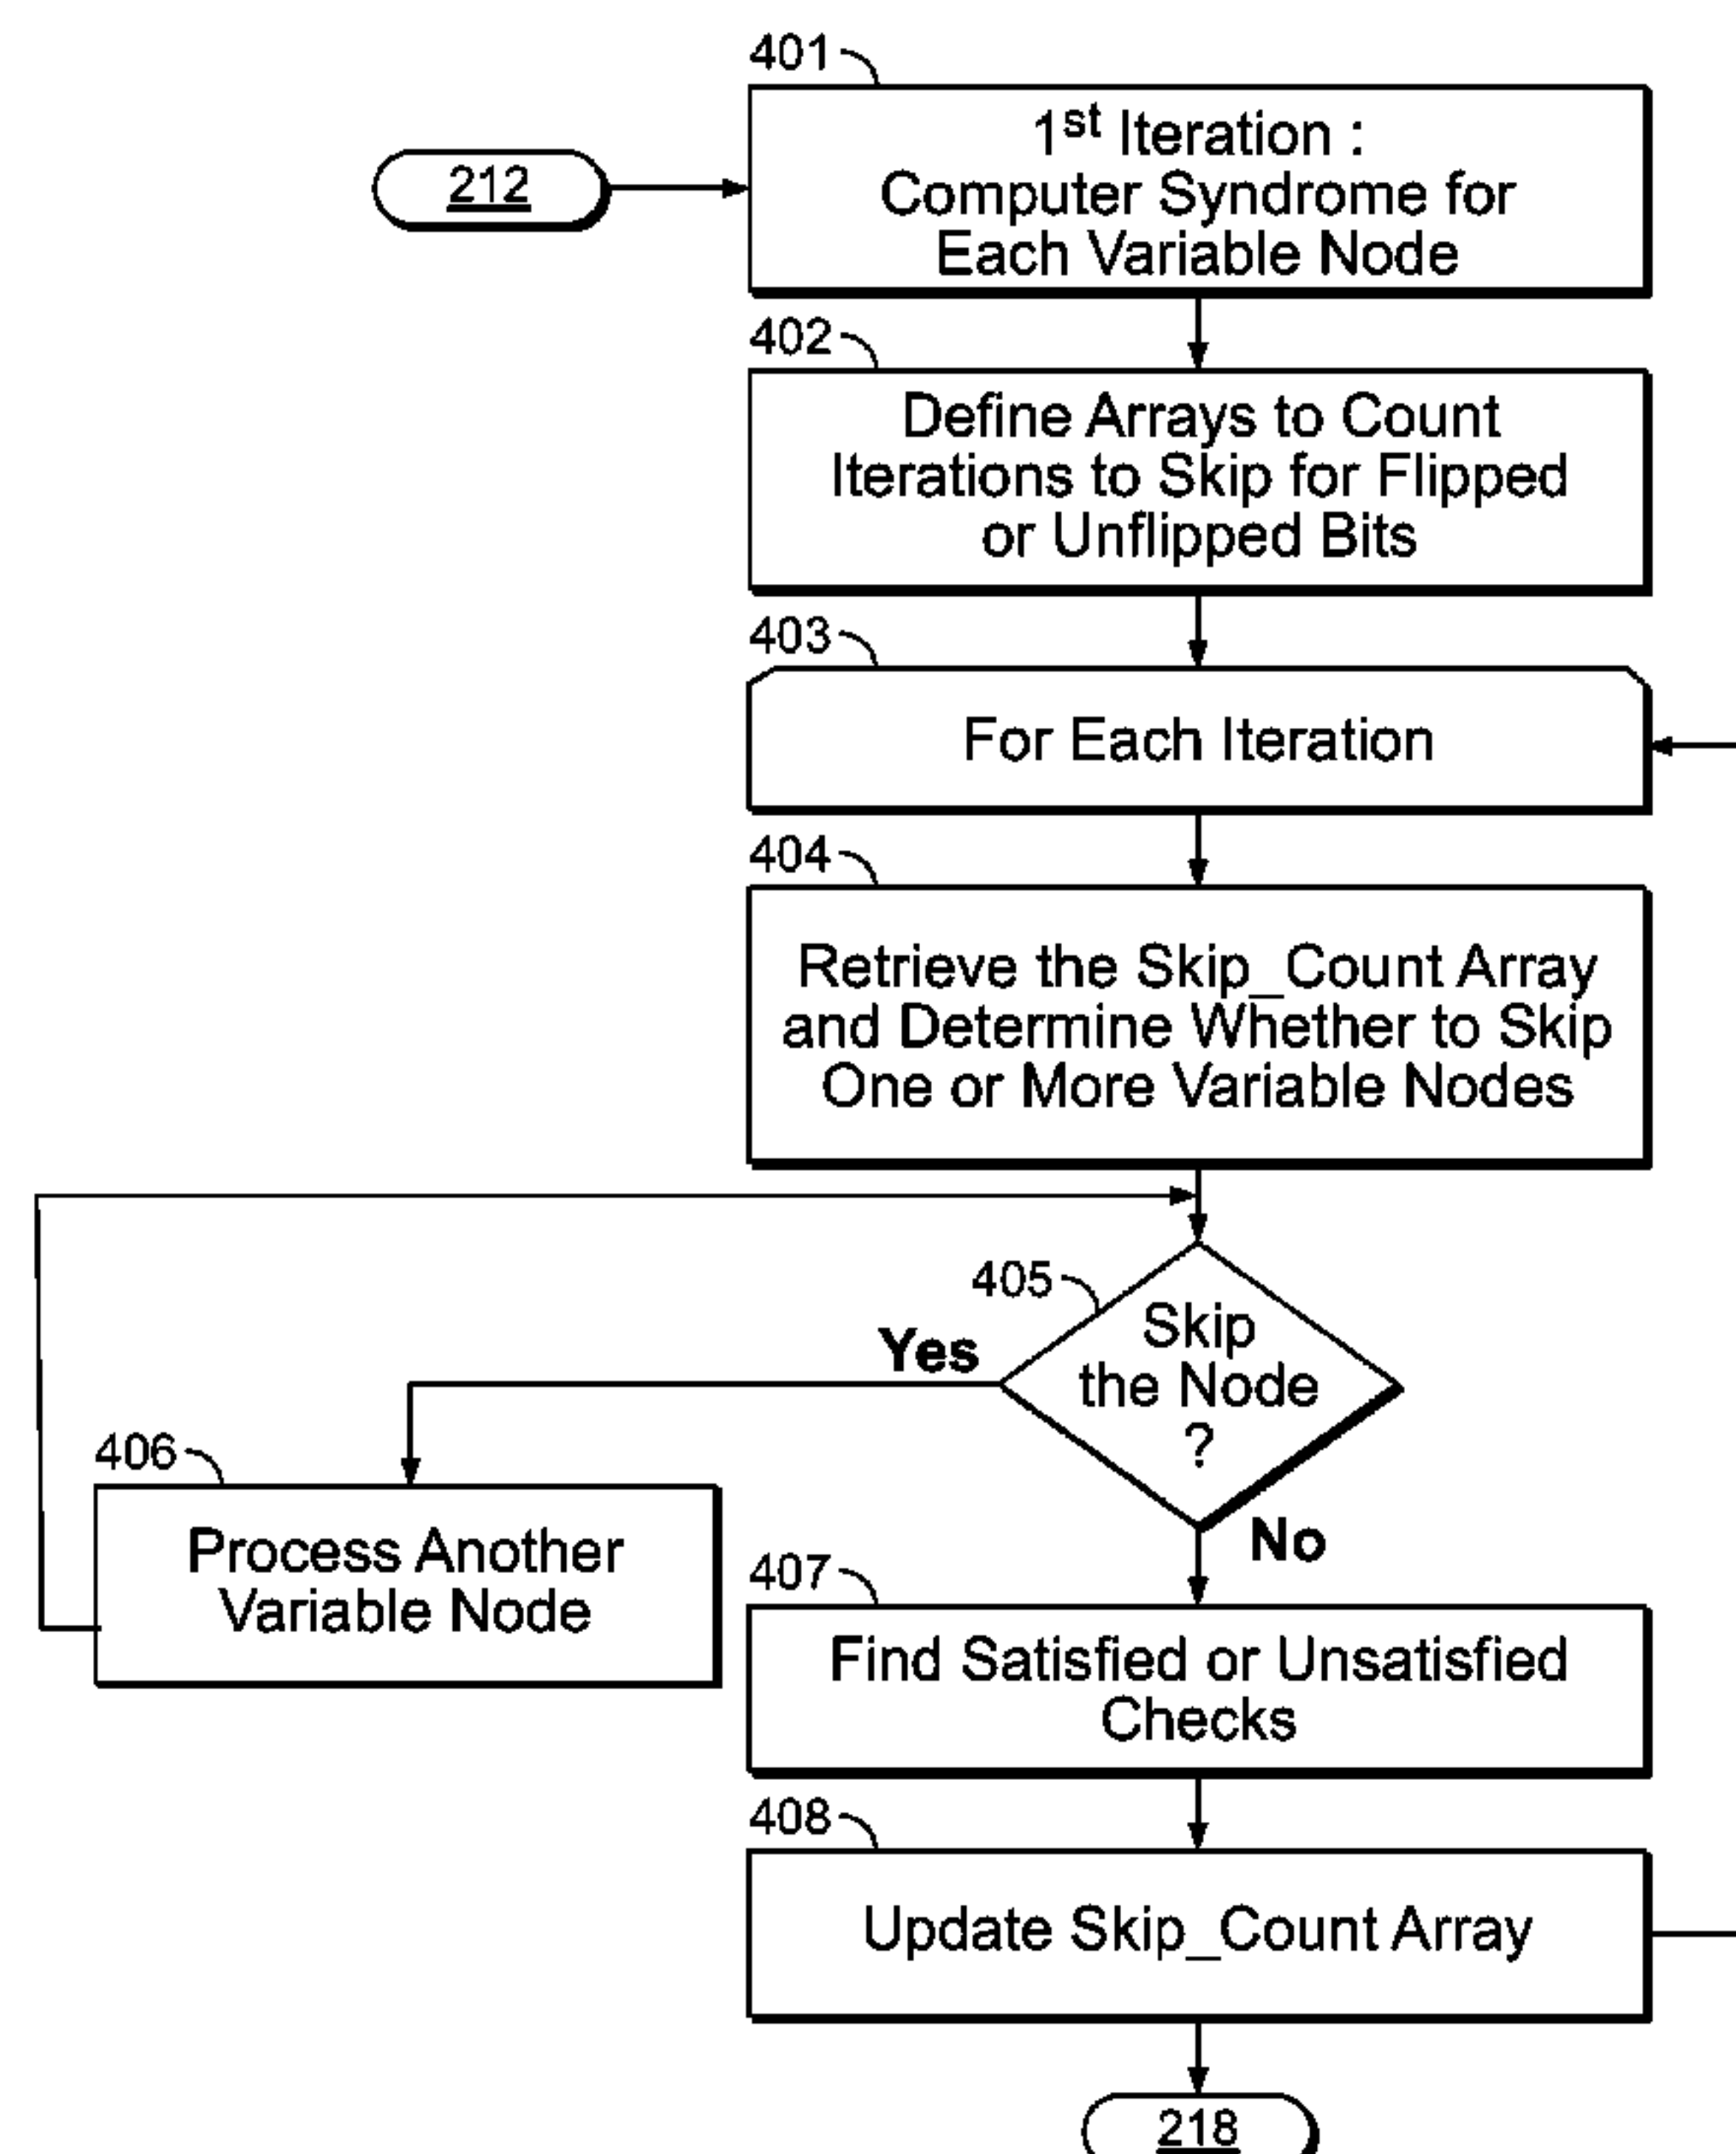 401
212
1st Iteration :
Computer Syndrome for
Each Variable Node
402
Define Arrays to Count
Iterations to Skip for Flipped
or Unflipped Bits
403
For Each Iteration
404
Retrieve the Skip_Count Array
and Determine Whether to Skip
One or More Variable Nodes
405
Skip
the Node
?
Yes
No
406
Process Another
Variable Node
407
Find Satisfied or Unsatisfied
Checks
408
Update Skip_Count Array
218